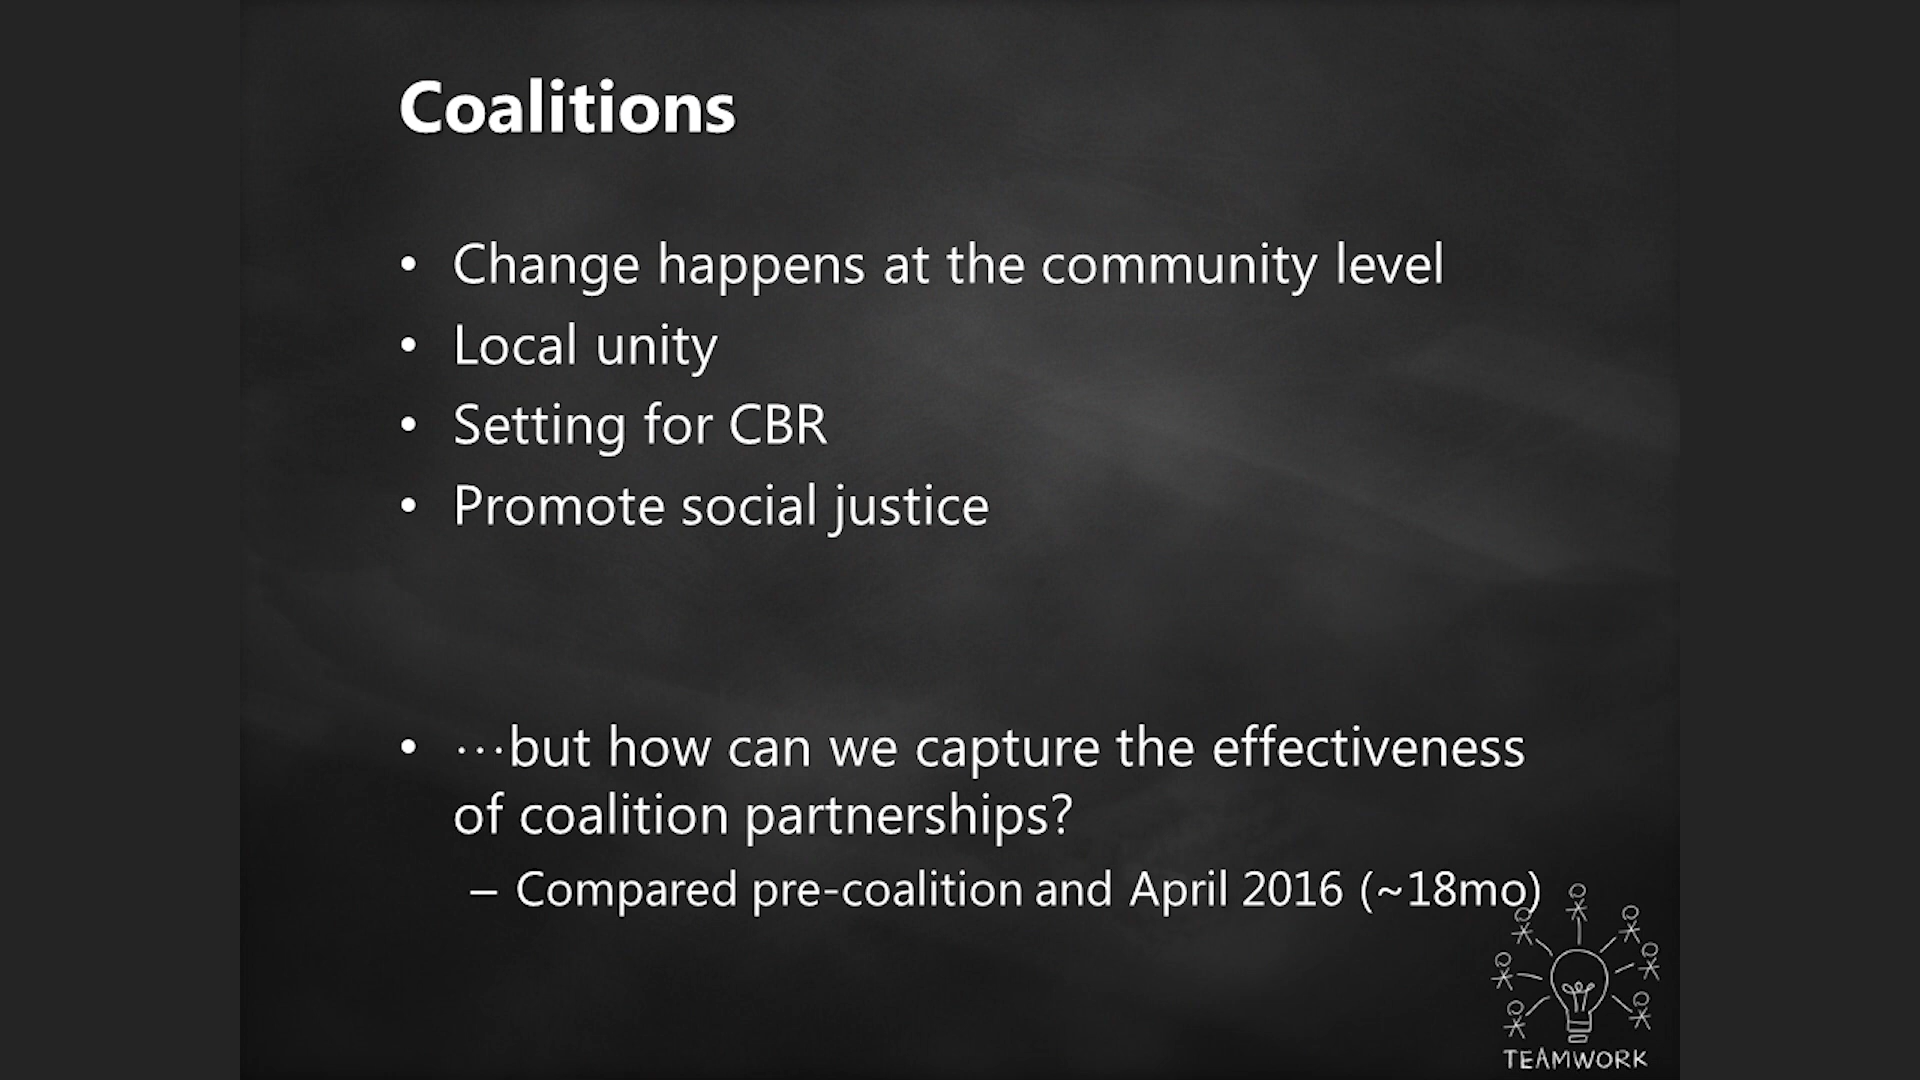 Coalitions
• Change happens at the community level
• Local unity
• Setting for CBR
• Promote social justice
• …but how can we capture the effectiveness
of coalition partnerships?
– Compared pre-coalition and April 2016 (~18mo)
TEAMWORK